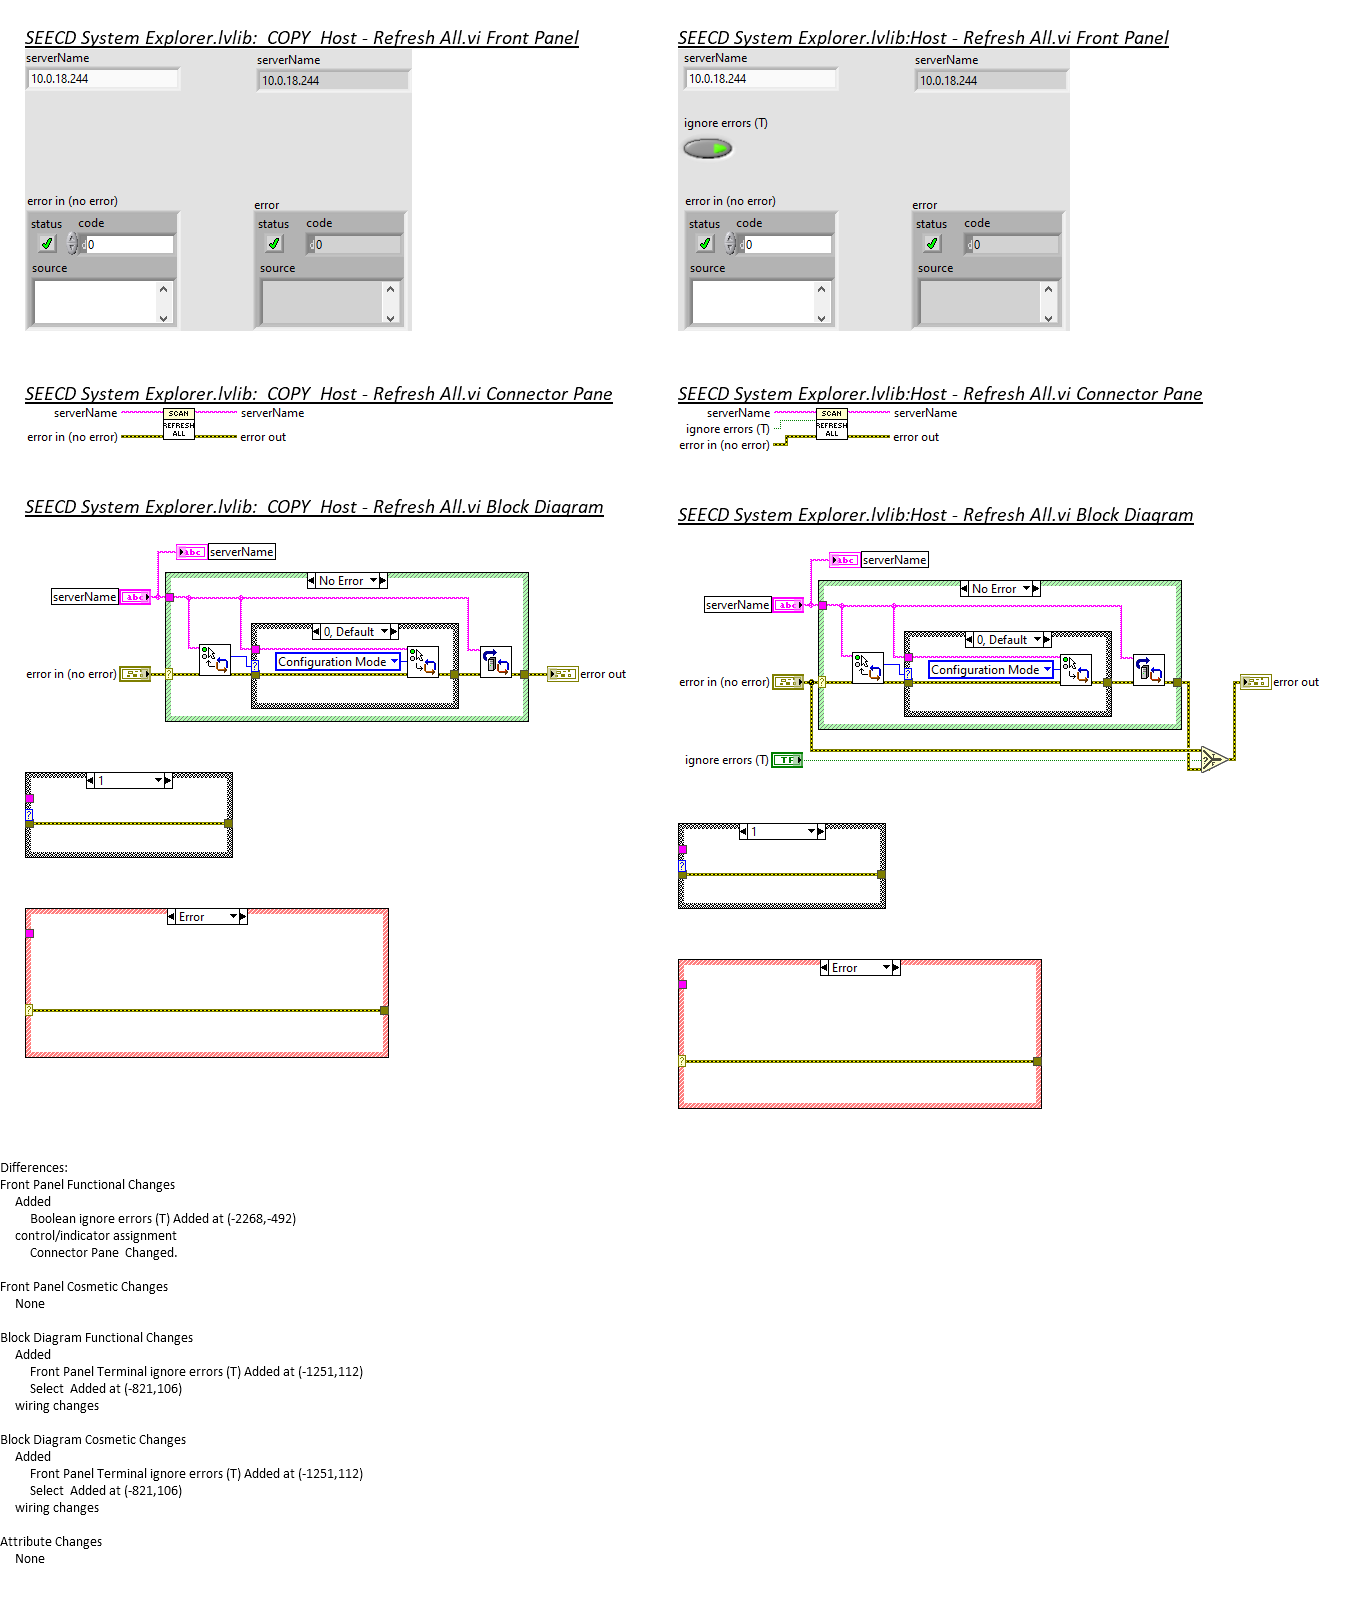 SEECD System Explorer.lvlib:  COPY  Host - Refresh All.vi Front Panel
serverName
10.0.18.244
serverName
10.0.18.244
error in (no error)
status
code
0
source
error
status
code
0
source
SEECD System Explorer.lvlib:Host - Refresh All.vi Front Panel
serverName
10.0.18.244
serverName
10.0.18.244
ignore errors (T)
error in (no error)
status
code
0
source
error
status
code
0
source
SEECD System Explorer.lvlib:  COPY  Host - Refresh All.vi Connector Pane
serverName
SCAN
REFRESH
ALL
serverName
error in (no error)
error out
SEECD System Explorer.lvlib:Host - Refresh All.vi Connector Pane
serverName
ignore errors (T)
error in (no error)
SCAN
REFRESH
ALL
serverName
error out
SEECD System Explorer.lvlib:  COPY  Host - Refresh All.vi Block Diagram
abc
serverName
serverName
abc
No Error
0, Default
Configuration Mode
error in (no error)
?
?
error out
1
?
Error
?
SEECD System Explorer.lvlib:Host - Refresh All.vi Block Diagram
abc
serverName
serverName
abc
No Error
0, Default
Configuration Mode
error in (no error)
?
?
error out
ignore errors (T)
TF
?
1
?
Error
?
Differences:
Front Panel Functional Changes
Added
Boolean ignore errors (T) Added at (-2268,-492)
control/indicator assignment
Connector Pane  Changed.
Front Panel Cosmetic Changes
None
Block Diagram Functional Changes
Added
Front Panel Terminal ignore errors (T) Added at (-1251,112)
Select  Added at (-821,106)
wiring changes
Block Diagram Cosmetic Changes
Added
Front Panel Terminal ignore errors (T) Added at (-1251,112)
Select  Added at (-821,106)
wiring changes
Attribute Changes
None